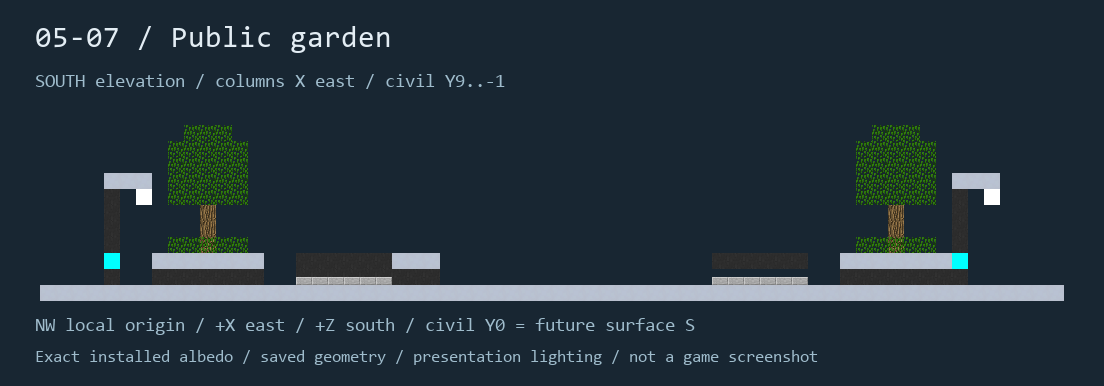 05-07 / Public garden
SOUTH elevation / columns X east / civil Y9..-1
NW local origin / +X east / +Z south / civil Y0 = future surface S
Exact installed albedo / saved geometry / presentation lighting / not a game screenshot